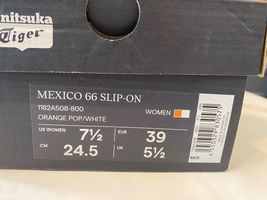 nitsuka
Tiger
MEXICO 66 SLIP-ON
1182A508-800
ORANGE POP/WHITE
WOMEN
US WOMEN 7½ EUR 39
CM 24.5 UK 5½
MEX